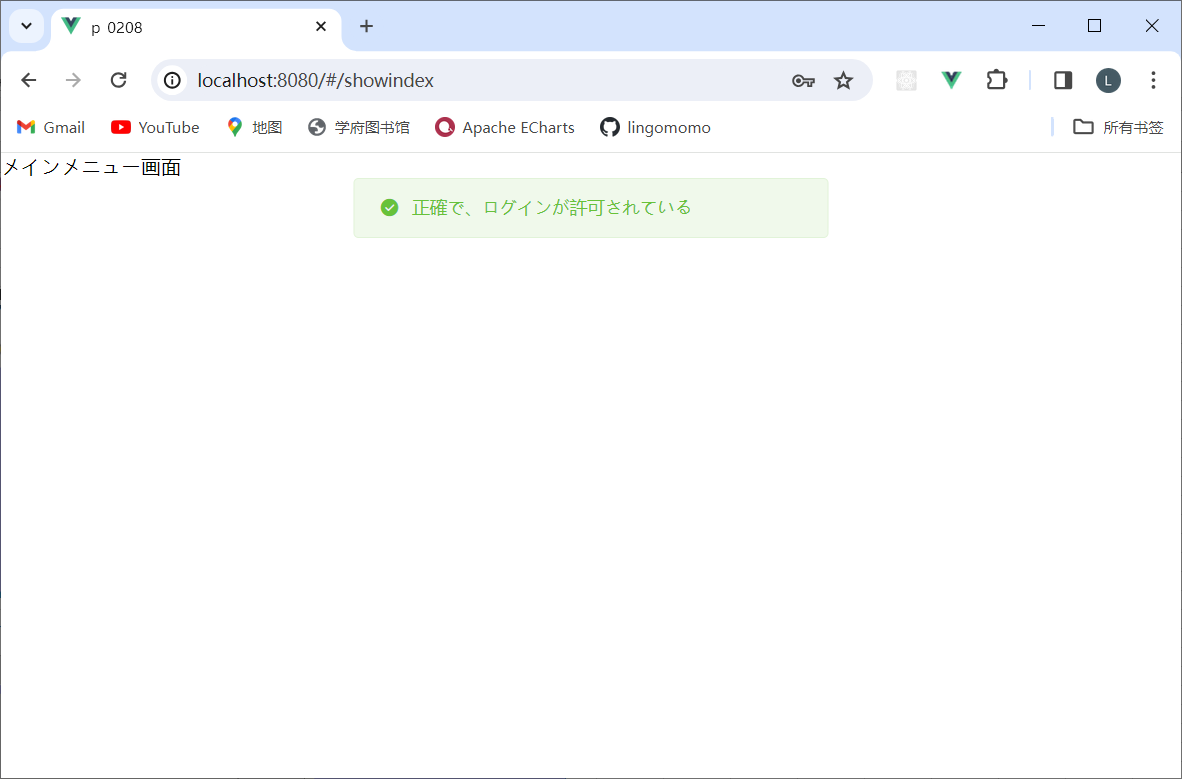 p 0208
localhost:8080/#/showindex
L
Gmail YouTube 地图 学府图书馆 Apache ECharts lingomomo 所有书签
メインメニュー画面
正確で、ログインが許可されている